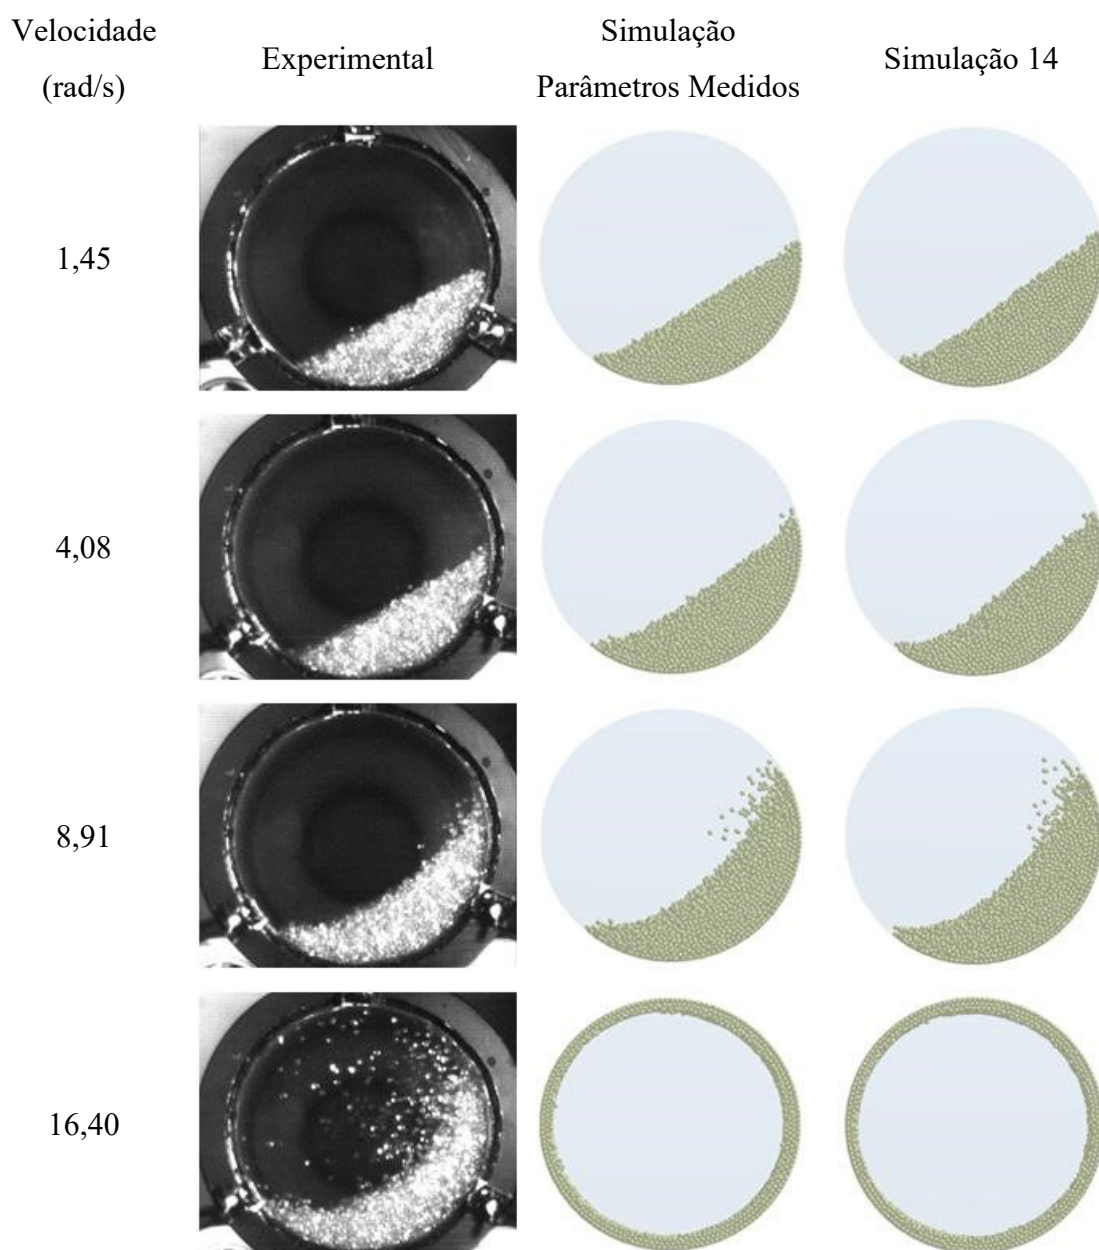 Velocidade
(rad/s)
Experimental
Simulação
Parâmetros Medidos
Simulação 14
1,45
4,08
8,91
16,40